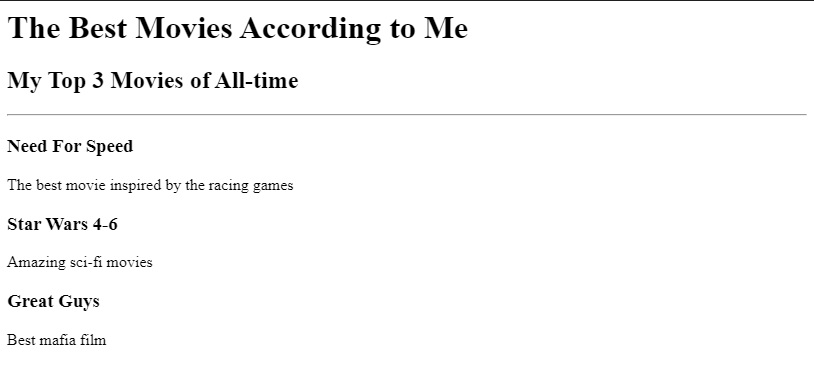 The Best Movies According to Me
My Top 3 Movies of All-time
Need For Speed
The best movie inspired by the racing games
Star Wars 4-6
Amazing sci-fi movies
Great Guys
Best mafia film